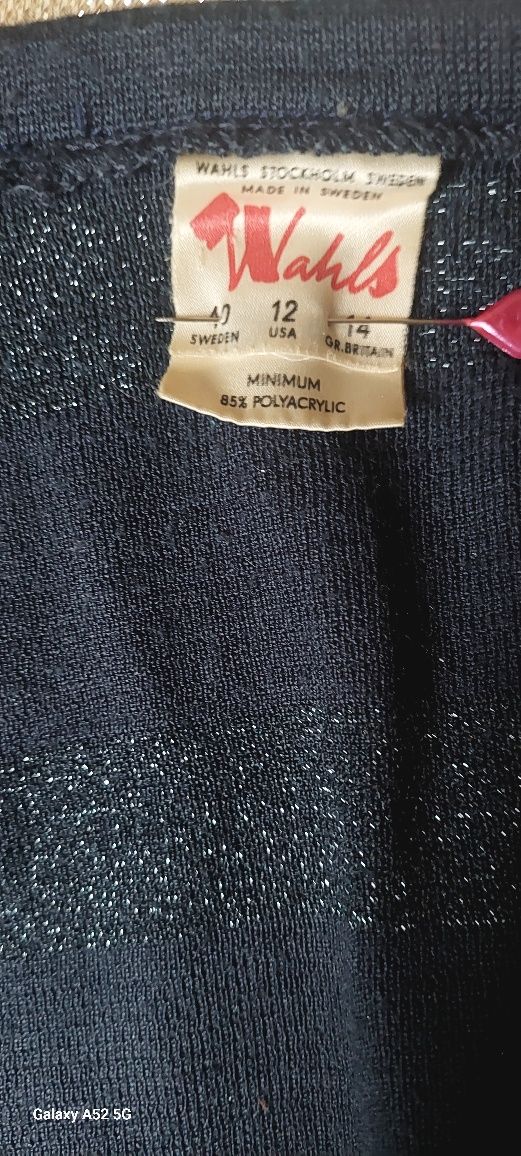 WAHLS STOCKHOLM SWEDEN
MADE IN SWEDEN
Wahls
40 12 14
SWEDEN USA GR.BRITAIN
MINIMUM
85% POLYACRYLIC
Galaxy A52 5G